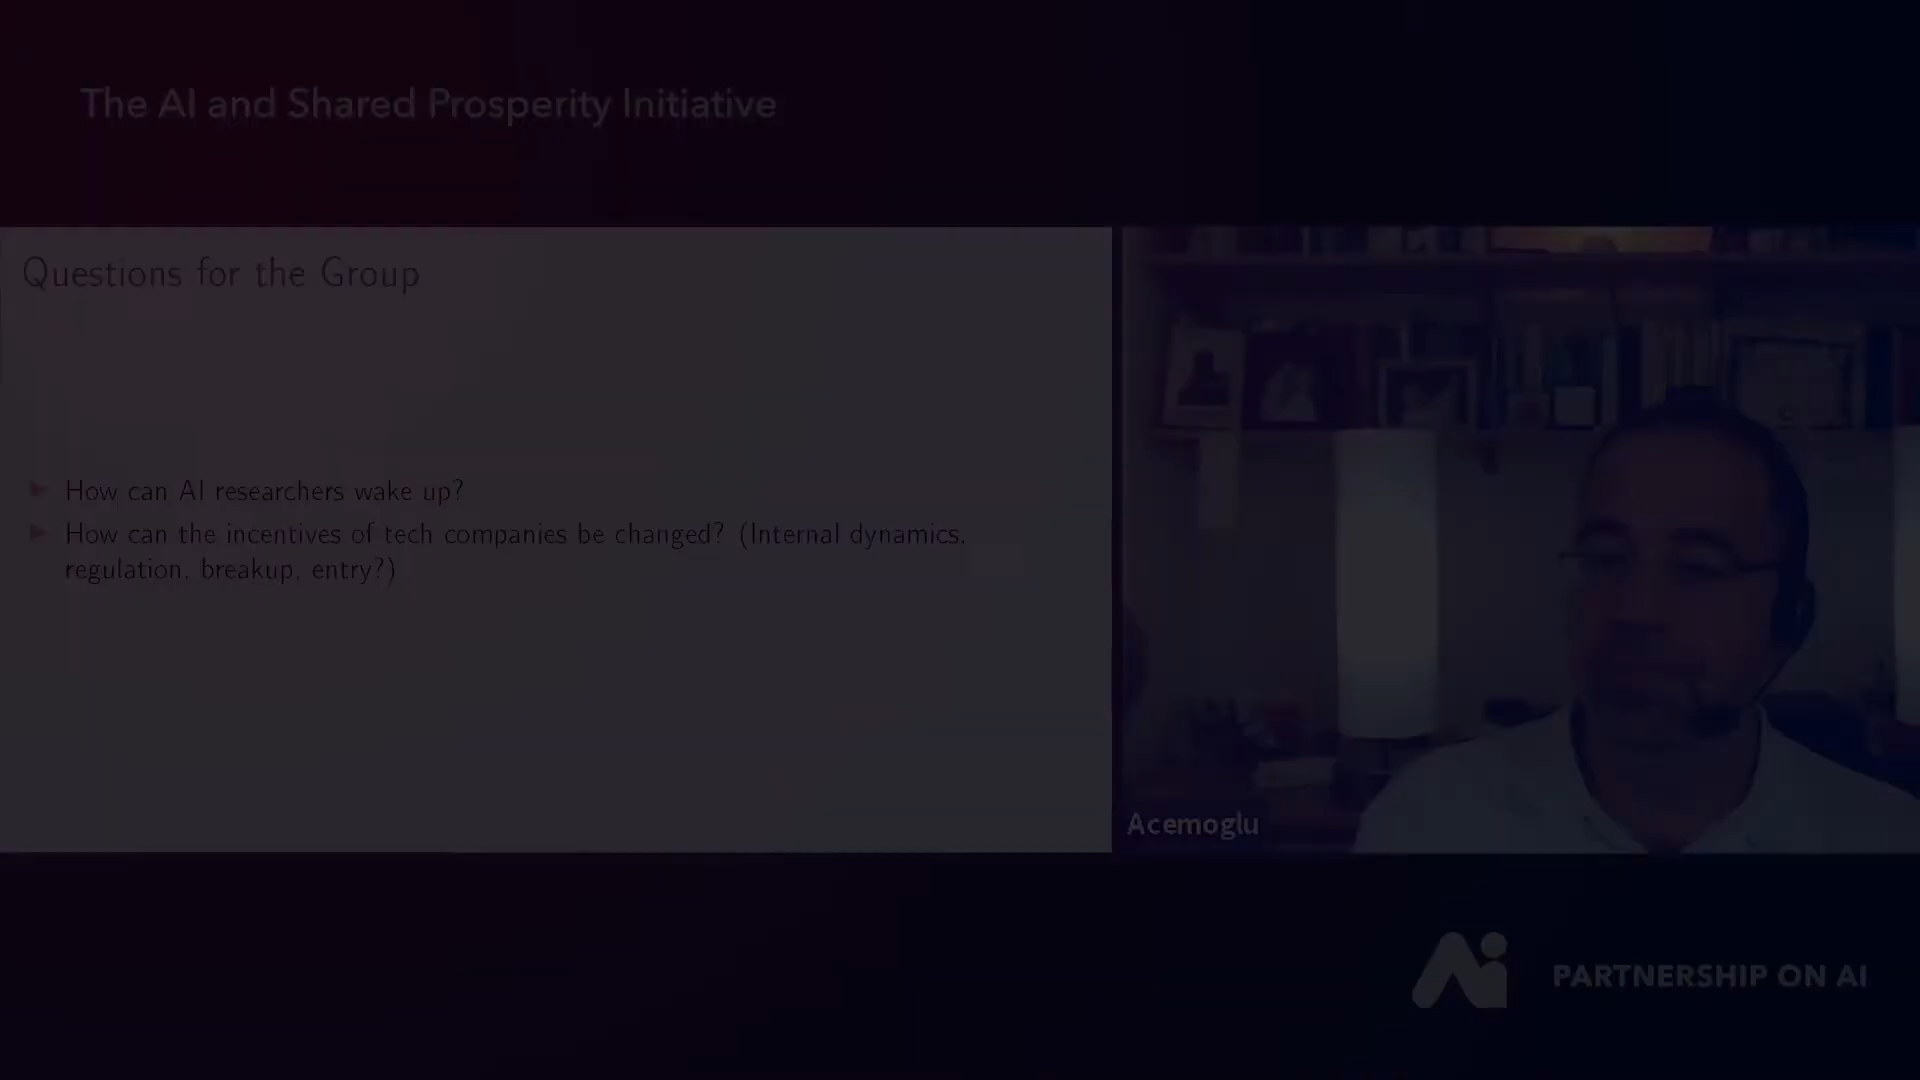 The AI and Shared Prosperity Initiative
Questions for the Group
How can AI researchers wake up?
How can the incentives of tech companies be changed? (Internal dynamics,
regulation, breakup, entry?)
Acemoglu
PARTNERSHIP ON AI